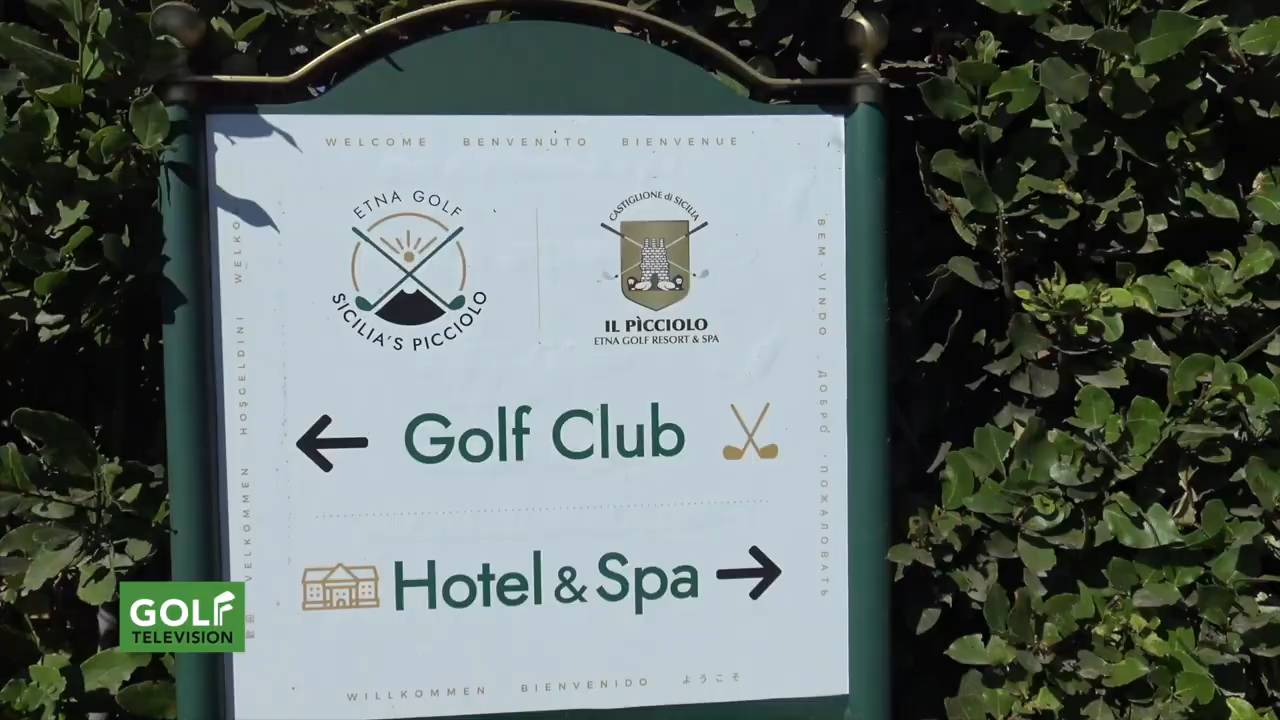 WELCOME BENVENUTO BIENVENUE
ETNA GOLF
SICILIA'S PICCIOLO
CASTIGLIONE di SICILIA
IL PÌCCIOLO
ETNA GOLF RESORT & SPA
Golf Club
Hotel & Spa
VELKOMMEN HOŞGELDINI WELKO
BEM-VINDO ДОБРО ПОЖАЛОВАТЬ
WILLKOMMEN BIENVENIDO ようこそ
GOLF
TELEVISION